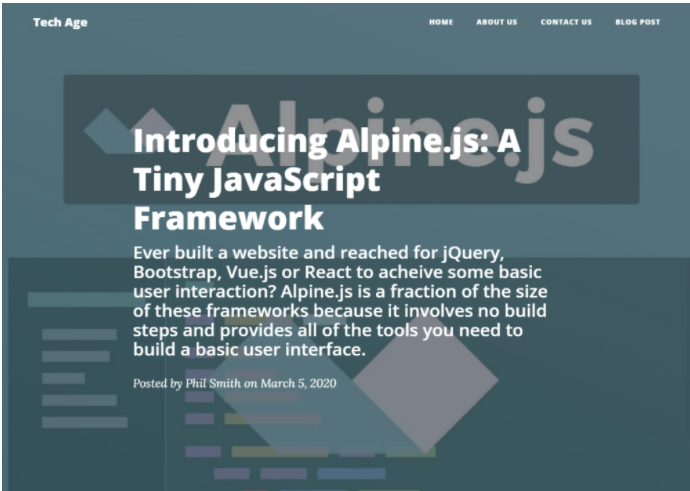 Tech Age
HOME ABOUT US CONTACT US BLOG POST
Alpine.js
Introducing Alpine.js: A
Tiny JavaScript
Framework
Ever built a website and reached for jQuery,
Bootstrap, Vue.js or React to acheive some basic
user interaction? Alpine.js is a fraction of the size
of these frameworks because it involves no build
steps and provides all of the tools you need to
build a basic user interface.
Posted by Phil Smith on March 5, 2020